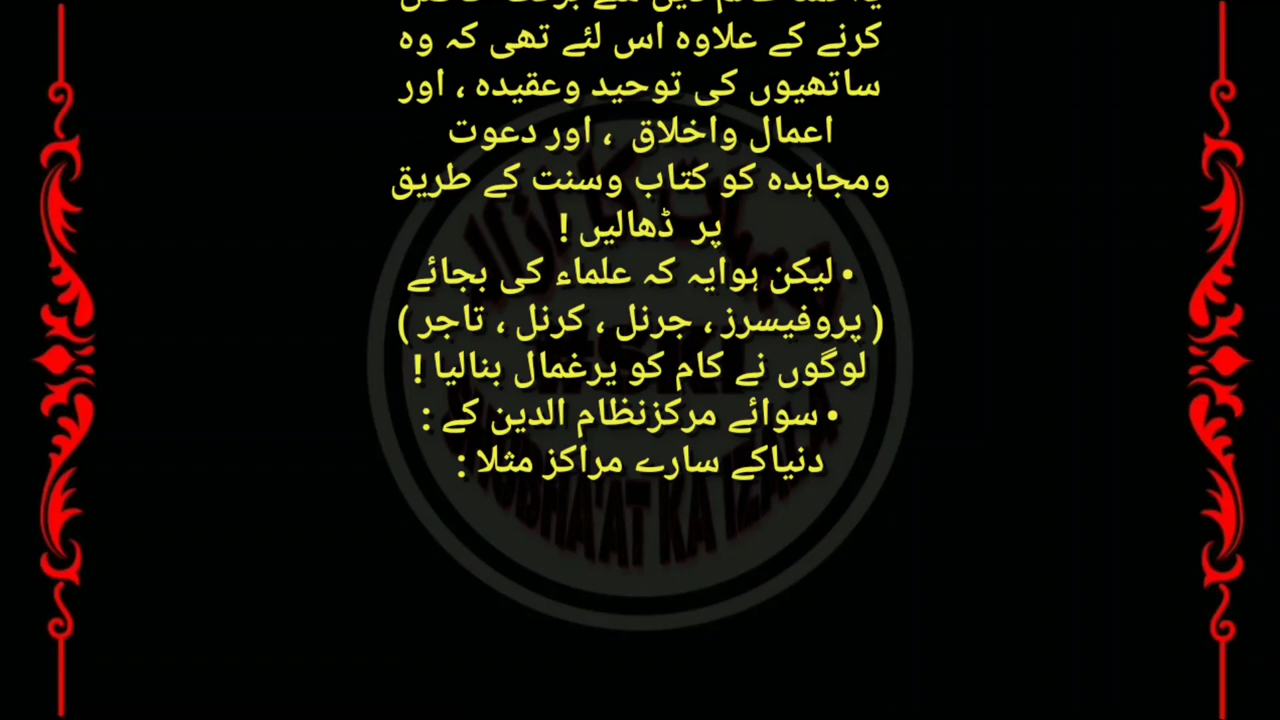 کرنے کے علاوہ اس لئے تھی کہ وہ
ساتھیوں کی توحید وعقیدہ ، اور
اعمال واخلاق ، اور دعوت
ومجاہدہ کو کتاب وسنت کے طریق
پر ڈھالیں !
• لیکن ہوایہ کہ علماء کی بجائے
( پروفیسرز ، جرنل ، کرنل ، تاجر )
لوگوں نے کام کو یرغمال بنالیا !
• سوائے مرکزنظام الدین کے :
دنیاکے سارے مراکز مثلا :
KA